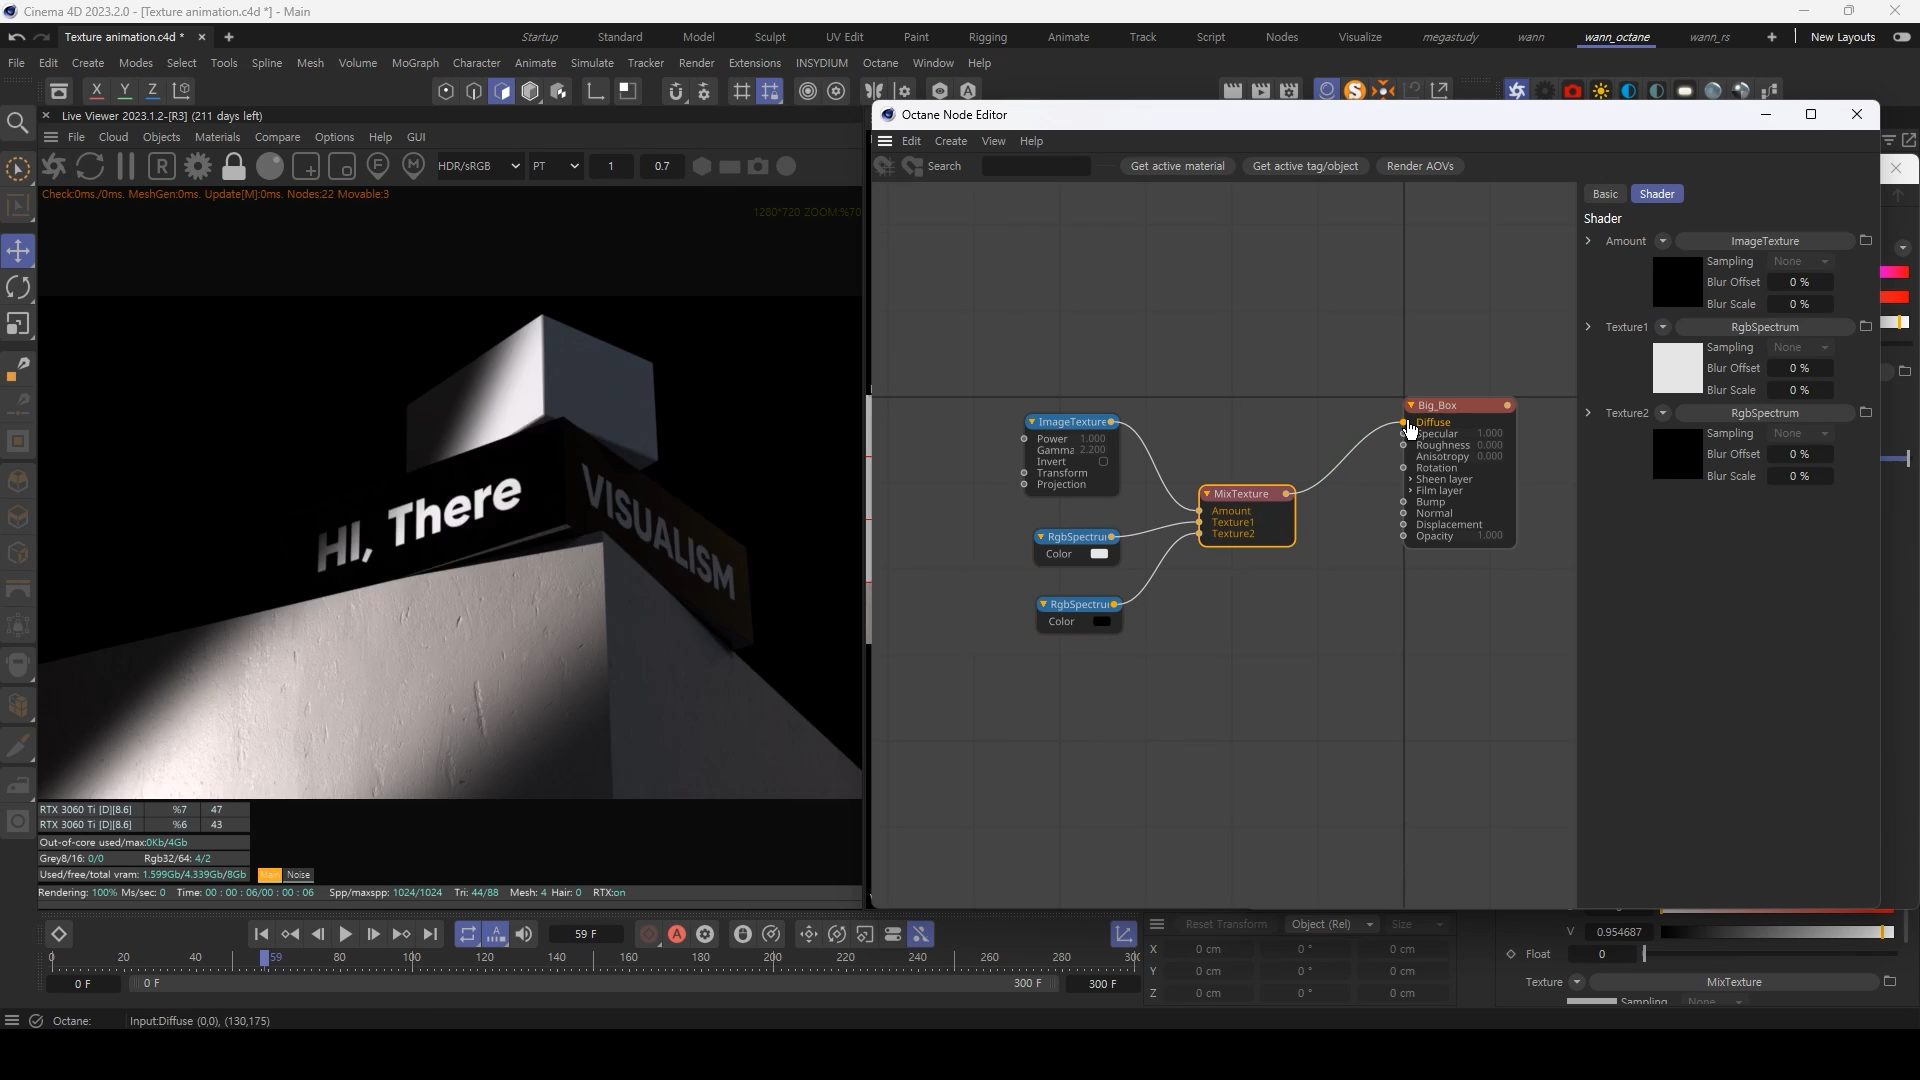 Cinema 4D 2023.2.0 - [Texture animation.c4d *] - Main
Texture animation.c4d *
Startup Standard Model Sculpt UV Edit Paint Rigging Animate Track Script Nodes Visualize megastudy wann wann_octane wann_rs New Layouts
File Edit Create Modes Select Tools Spline Mesh Volume MoGraph Character Animate Simulate Tracker Render Extensions INSYDIUM Octane Window Help
X Y Z
Live Viewer 2023.1.2-[R3] (211 days left)
File Cloud Objects Materials Compare Options Help GUI
HDR/sRGB PT 1 0.7
Check:0ms./0ms. MeshGen:0ms. Update[M]:0ms. Nodes:22 Movable:3
1280*720 ZOOM:%70
HI, There
VISUALISM
RTX 3060 Ti [D][8.6] %7 47
RTX 3060 Ti [D][8.6] %6 43
Out-of-core used/max:0Kb/4Gb
Grey8/16: 0/0 Rgb32/64: 4/2
Used/free/total vram: 1.599Gb/4.339Gb/8Gb Main Noise
Rendering: 100% Ms/sec: 0 Time: 00 : 00 : 06/00 : 00 : 06 Spp/maxspp: 1024/1024 Tri: 44/88 Mesh: 4 Hair: 0 RTX:on
Octane Node Editor
Edit Create View Help
Search Get active material Get active tag/object Render AOVs
ImageTexture
Power 1.000
Gamma 2.200
Invert
Transform
Projection
RgbSpectru
Color
RgbSpectru
Color
MixTexture
Amount
Texture1
Texture2
Big_Box
Diffuse
Specular 1.000
Roughness 0.000
Anisotropy 0.000
Rotation
Sheen layer
Film layer
Bump
Normal
Displacement
Opacity 1.000
Basic Shader
Shader
Amount ImageTexture
Sampling None
Blur Offset 0 %
Blur Scale 0 %
Texture1 RgbSpectrum
Sampling None
Blur Offset 0 %
Blur Scale 0 %
Texture2 RgbSpectrum
Sampling None
Blur Offset 0 %
Blur Scale 0 %
59 F
0 20 40 59 80 100 120 140 160 180 200 220 240 260 280 30
0 F 0 F 300 F 300 F
Reset Transform Object (Rel) Size
X 0 cm 0 ° 0 cm
Y 0 cm 0 ° 0 cm
Z 0 cm 0 ° 0 cm
V 0.954687
Float 0
Texture MixTexture
Sampling None
Octane: Input:Diffuse (0,0), (130,175)